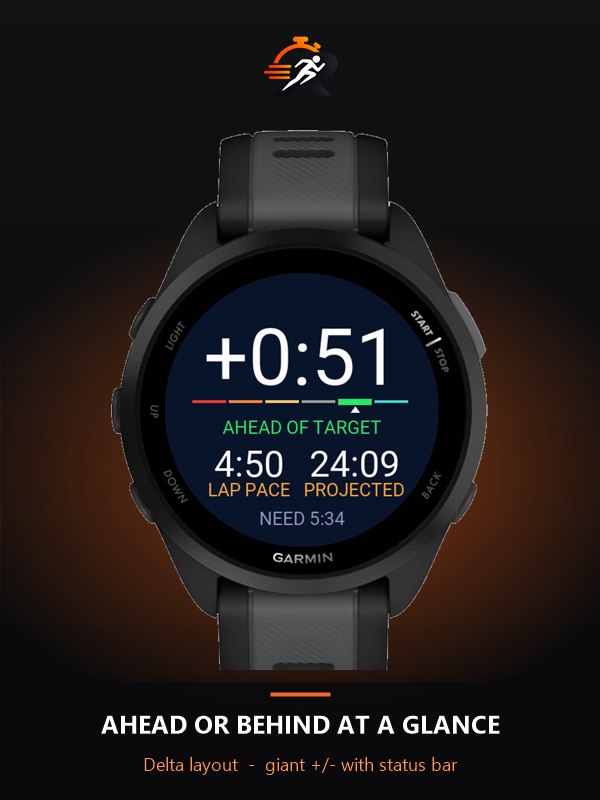 LIGHT
START
STOP
UP
+0:51
AHEAD OF TARGET
4:50 24:09
LAP PACE PROJECTED
DOWN
BACK
NEED 5:34
GARMIN
AHEAD OR BEHIND AT A GLANCE
Delta layout - giant +/- with status bar